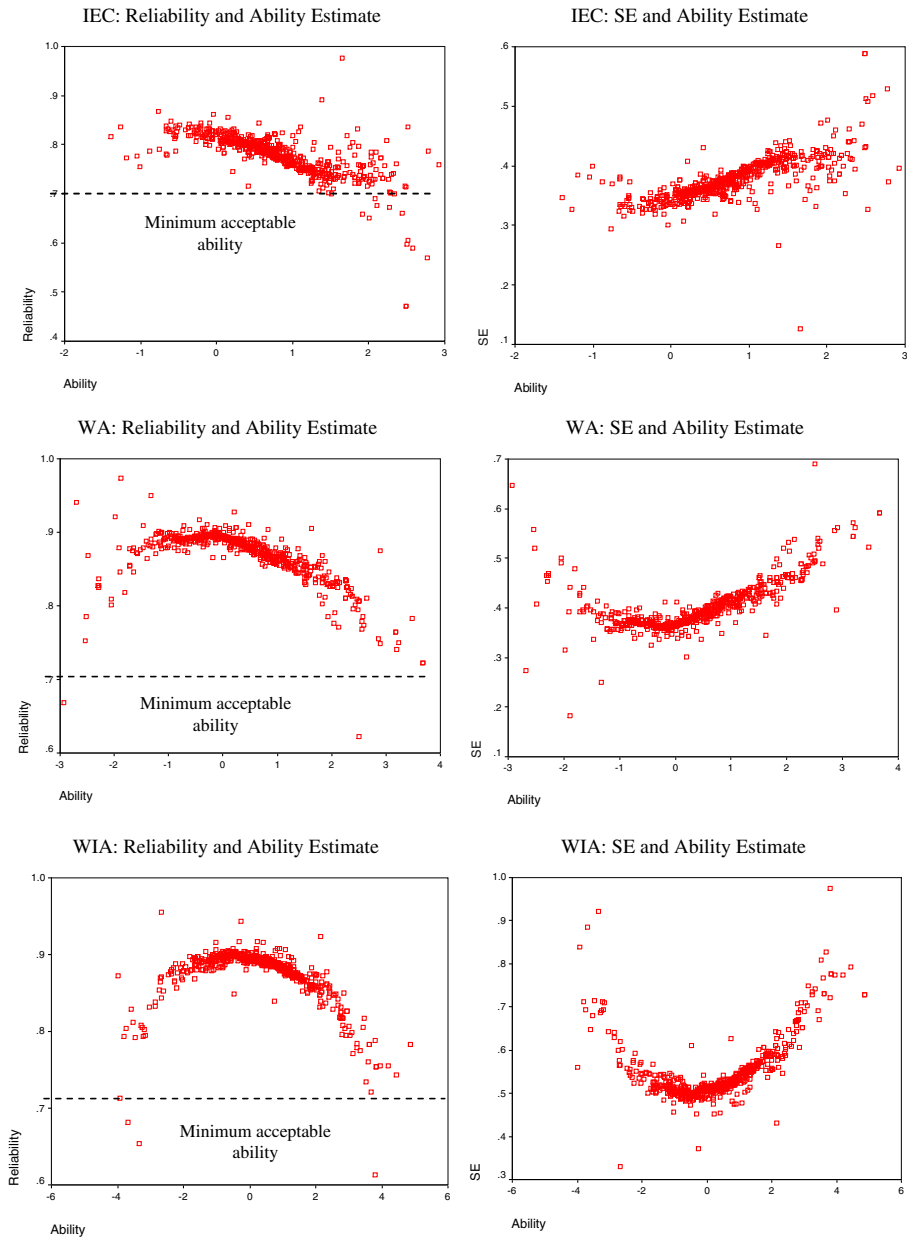 IEC: Reliability and Ability Estimate
1.0
.9
.8
.7
Minimum acceptable
ability
.6
.5
.4
Reliability
-2 -1 0 1 2 3
Ability
IEC: SE and Ability Estimate
.6
.5
.4
.3
.2
.1
SE
-2 -1 0 1 2 3
Ability
WA: Reliability and Ability Estimate
1.0
.9
.8
.7
Minimum acceptable
ability
.6
Reliability
-3 -2 -1 0 1 2 3 4
Ability
WA: SE and Ability Estimate
.7
.6
.5
.4
.3
.2
.1
SE
-3 -2 -1 0 1 2 3 4
Ability
WIA: Reliability and Ability Estimate
1.0
.9
.8
.7
Minimum acceptable
ability
.6
Reliability
-6 -4 -2 0 2 4 6
Ability
WIA: SE and Ability Estimate
1.0
.9
.8
.7
.6
.5
.4
.3
SE
-6 -4 -2 0 2 4 6
Ability